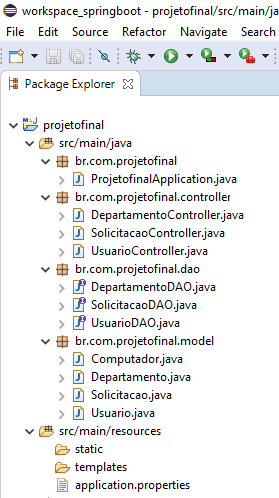 workspace_springboot - projetofinal/src/main/ja
File Edit Source Refactor Navigate Search
Package Explorer
projetofinal
src/main/java
br.com.projetofinal
ProjetofinalApplication.java
br.com.projetofinal.controller
DepartamentoController.java
SolicitacaoController.java
UsuarioController.java
br.com.projetofinal.dao
DepartamentoDAO.java
SolicitacaoDAO.java
UsuarioDAO.java
br.com.projetofinal.model
Computador.java
Departamento.java
Solicitacao.java
Usuario.java
src/main/resources
static
templates
application.properties